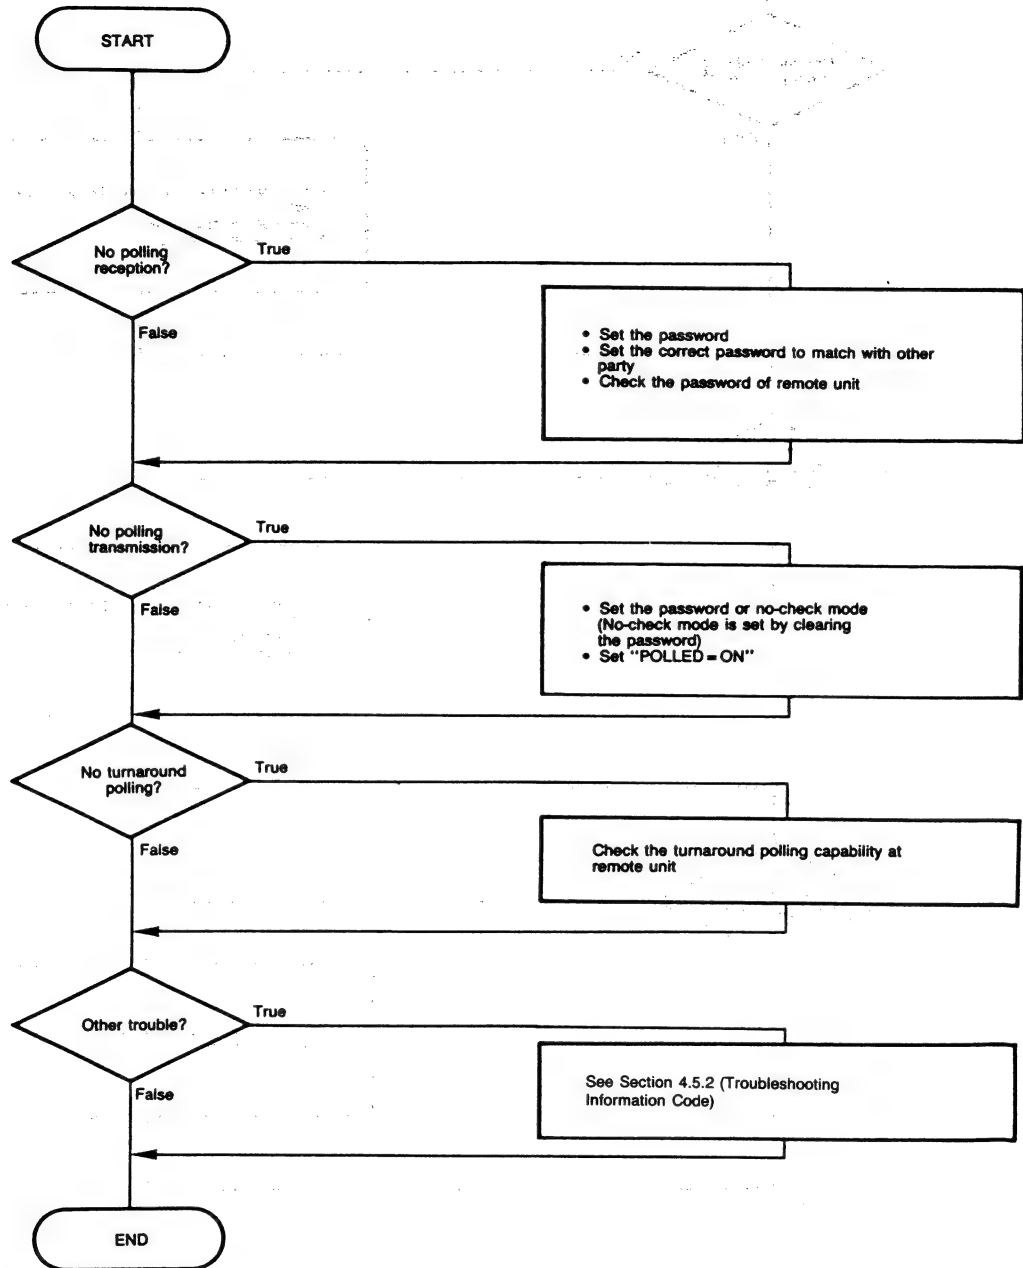 START
No polling
reception?
True
False
• Set the password
• Set the correct password to match with other
party
• Check the password of remote unit
No polling
transmission?
True
False
• Set the password or no-check mode
(No-check mode is set by clearing
the password)
• Set "POLLED=ON"
No turnaround
polling?
True
False
Check the turnaround polling capability at
remote unit
Other trouble?
True
False
See Section 4.5.2 (Troubleshooting
Information Code)
END